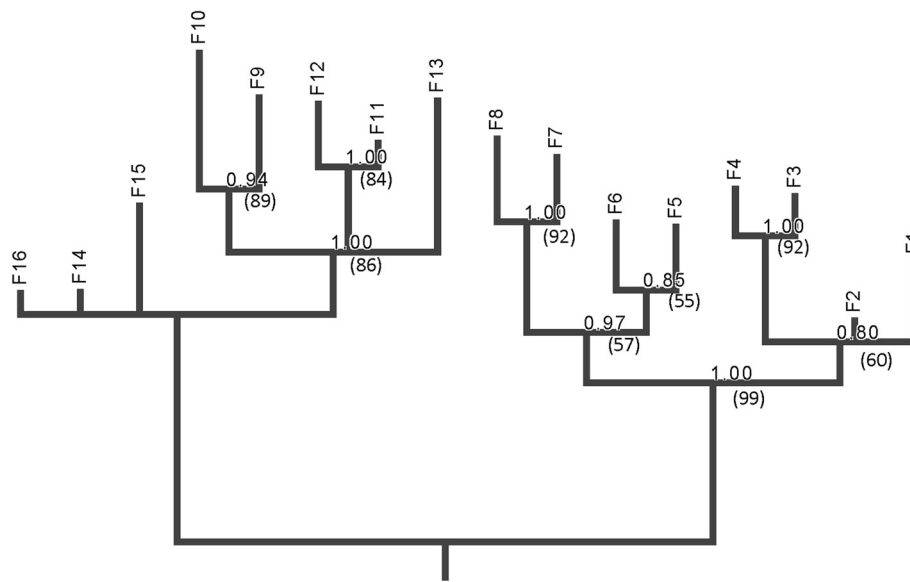 F10
F9
F12
F11
F13
F8
F7
F15
F6
F5
F4
F3
F16
F14
F2
F1
0.94
(89)
1.00
(84)
1.00
(86)
1.00
(92)
0.85
(55)
0.97
(57)
1.00
(92)
0.80
(60)
1.00
(99)